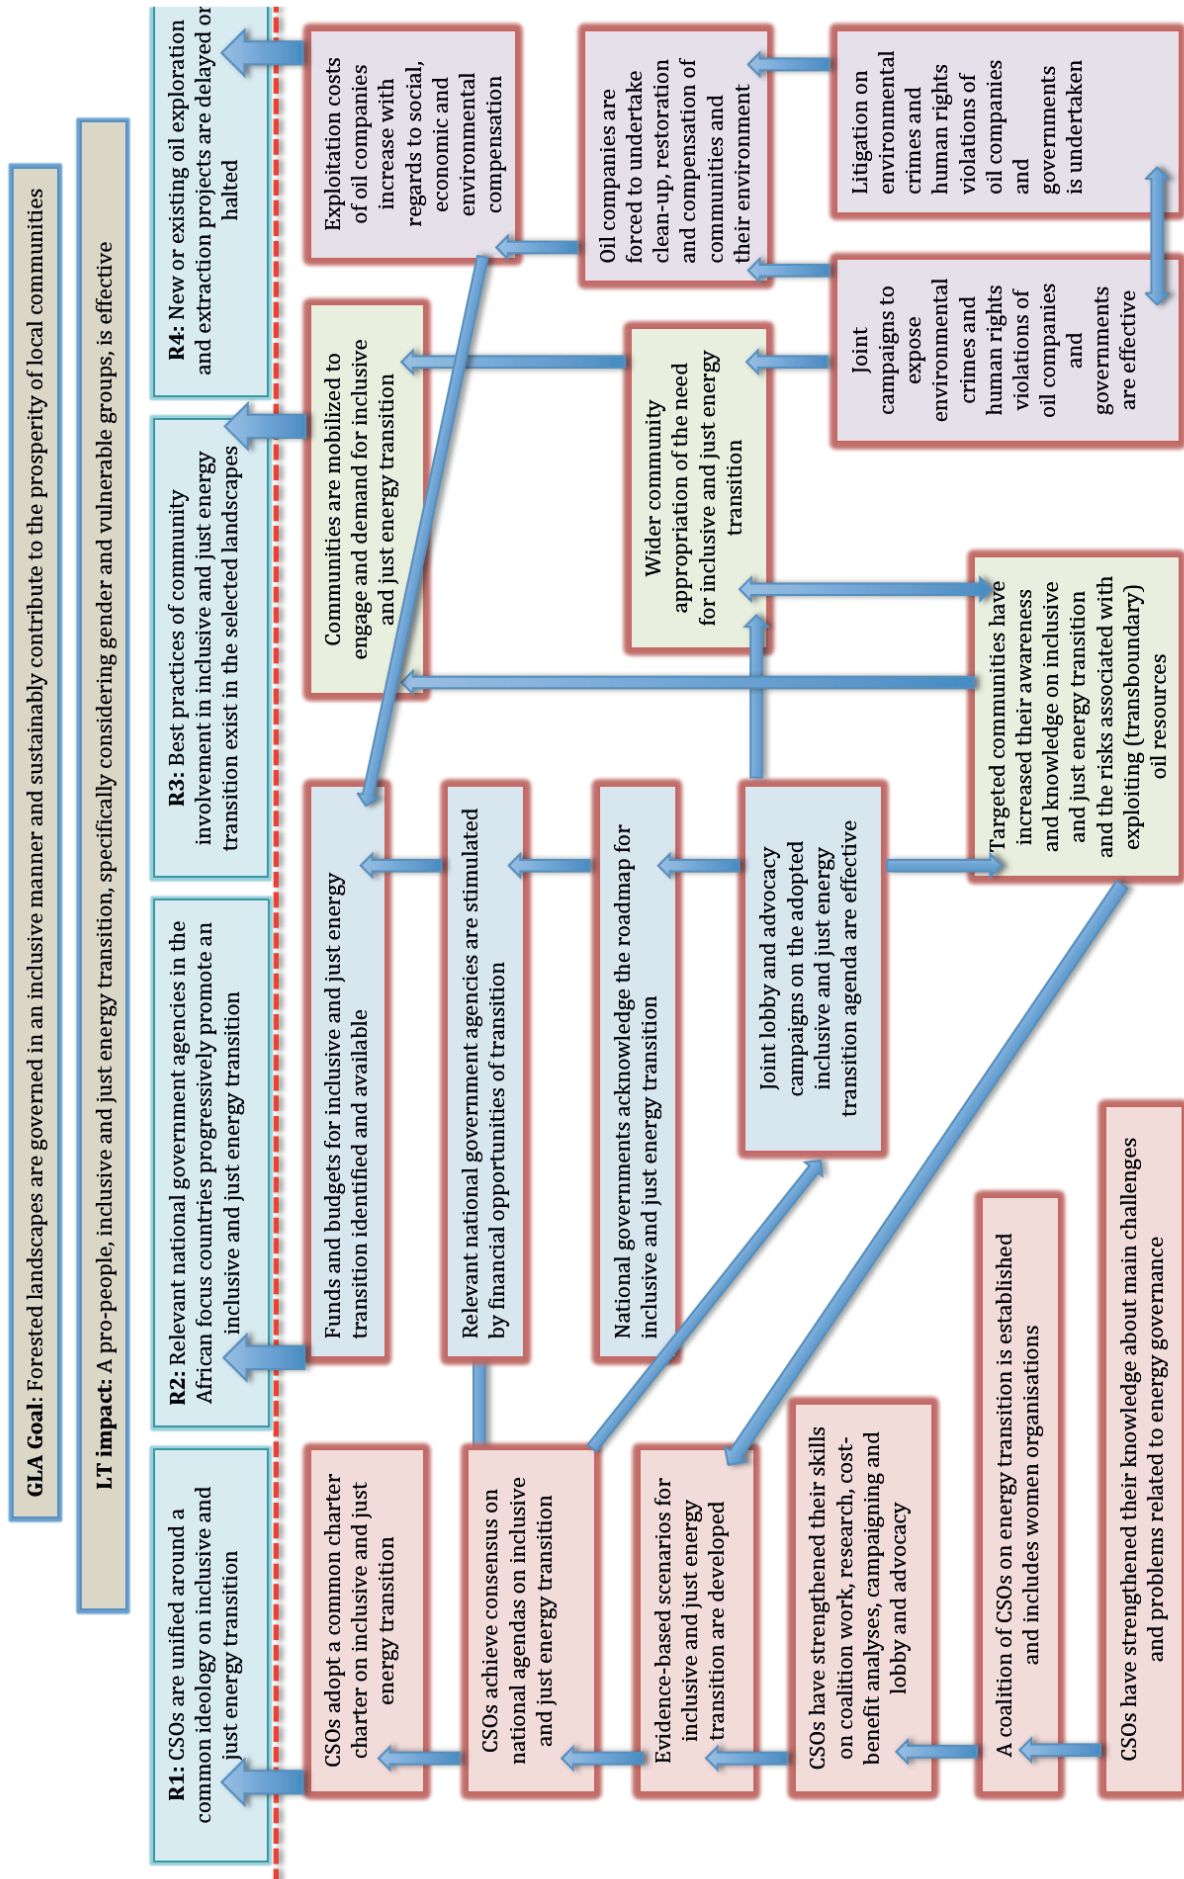 GLA Goal: Forested landscapes are governed in an inclusive manner and sustainably contribute to the prosperity of local communities
LT impact: A pro-people, inclusive and just energy transition, specifically considering gender and vulnerable groups, is effective
R1: CSOs are unified around a
common ideology on inclusive and
just energy transition
R2: Relevant national government agencies in the
African focus countries progressively promote an
inclusive and just energy transition
R3: Best practices of community
involvement in inclusive and just energy
transition exist in the selected landscapes
R4: New or existing oil exploration
and extraction projects are delayed or
halted
CSOs adopt a common charter
charter on inclusive and just
energy transition
Funds and budgets for inclusive and just energy
transition identified and available
Communities are mobilized to
engage and demand for inclusive
and just energy transition
Exploitation costs
of oil companies
increase with
regards to social,
economic and
environmental
compensation
CSOs achieve consensus on
national agendas on inclusive
and just energy transition
Relevant national government agencies are stimulated
by financial opportunities of transition
Evidence-based scenarios for
inclusive and just energy
transition are developed
National governments acknowledge the roadmap for
inclusive and just energy transition
Wider community
appropriation of the need
for inclusive and just energy
transition
Oil companies are
forced to undertake
clean-up, restoration
and compensation of
communities and
their environment
CSOs have strengthened their skills
on coalition work, research, cost-
benefit analyses, campaigning and
lobby and advocacy
Joint lobby and advocacy
campaigns on the adopted
inclusive and just energy
transition agenda are effective
Joint
campaigns to
expose
environmental
crimes and
human rights
violations of
oil companies
and
governments
are effective
Litigation on
environmental
crimes and
human rights
violations of
oil companies
and
governments
is undertaken
A coalition of CSOs on energy transition is established
and includes women organisations
Targeted communities have
increased their awareness
and knowledge on inclusive
and just energy transition
and the risks associated with
exploiting (transboundary)
oil resources
CSOs have strengthened their knowledge about main challenges
and problems related to energy governance